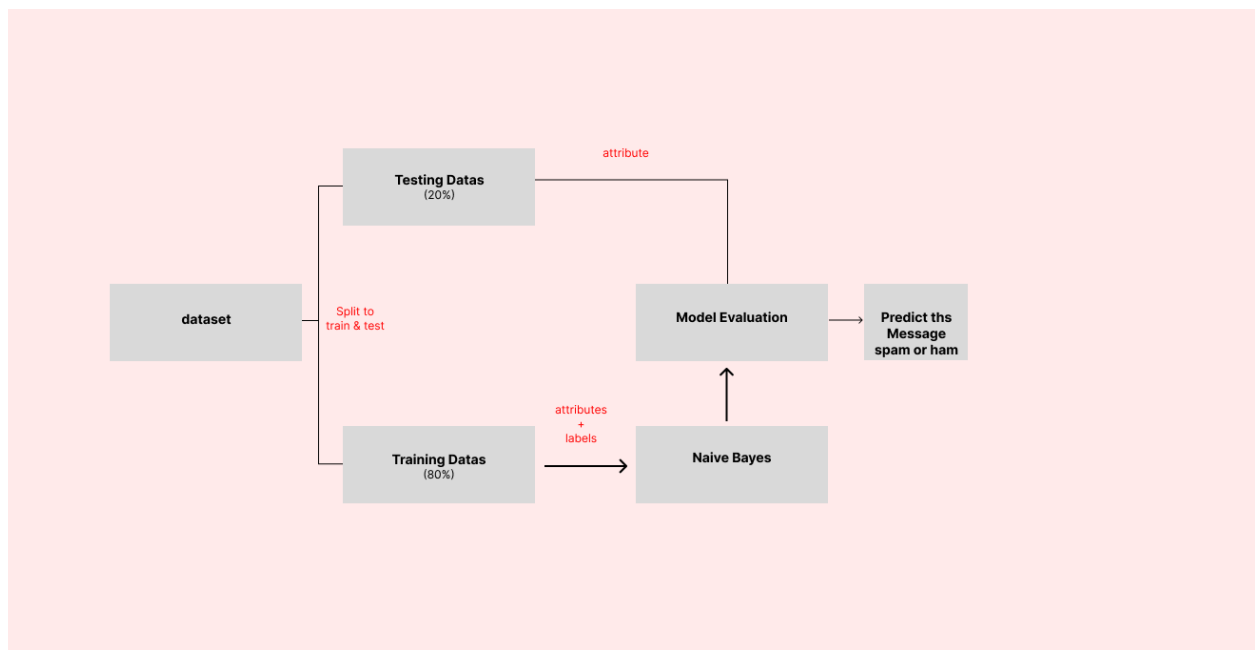 attribute
Testing Datas
(20%)
dataset
Split to
train & test
Model Evaluation
Predict ths
Message
spam or ham
attributes
+
labels
Training Datas
(80%)
Naive Bayes